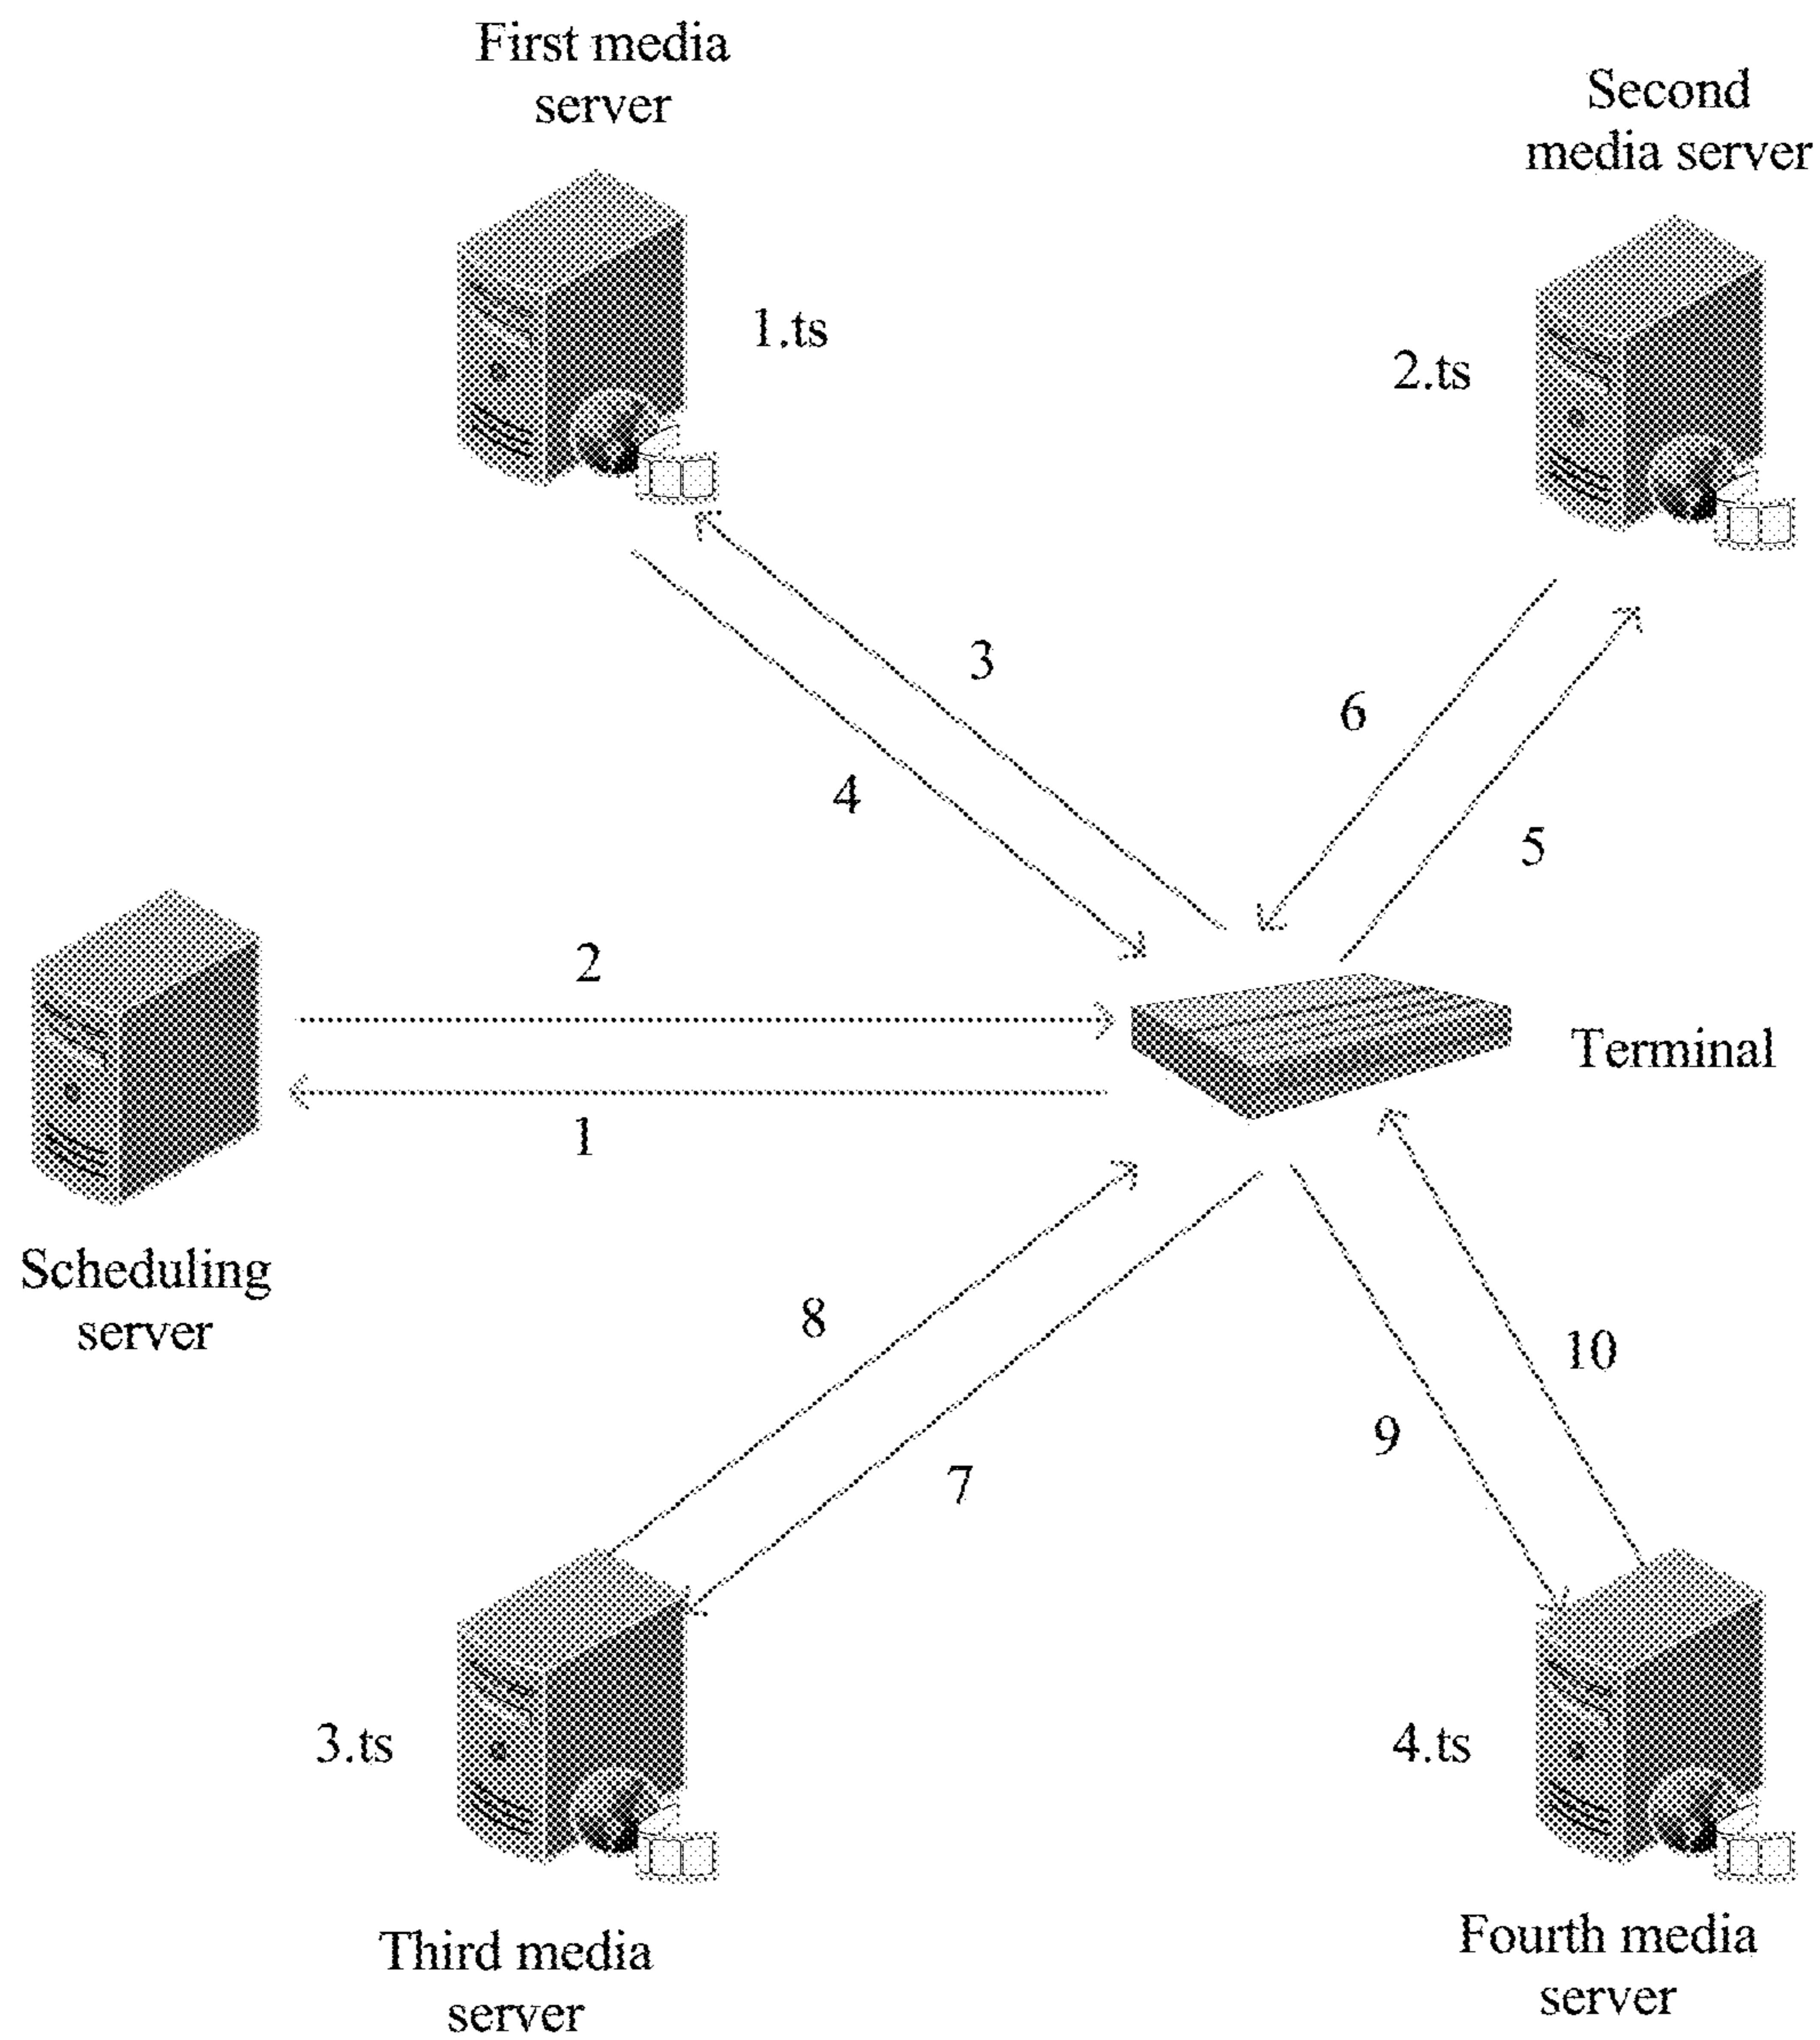 First media
server
Second
media server
1.ts
2.ts
3
6
4
5
2
Terminal
1
Scheduling
server
8
10
9
7
3.ts
4.ts
Third media
server
Fourth media
server